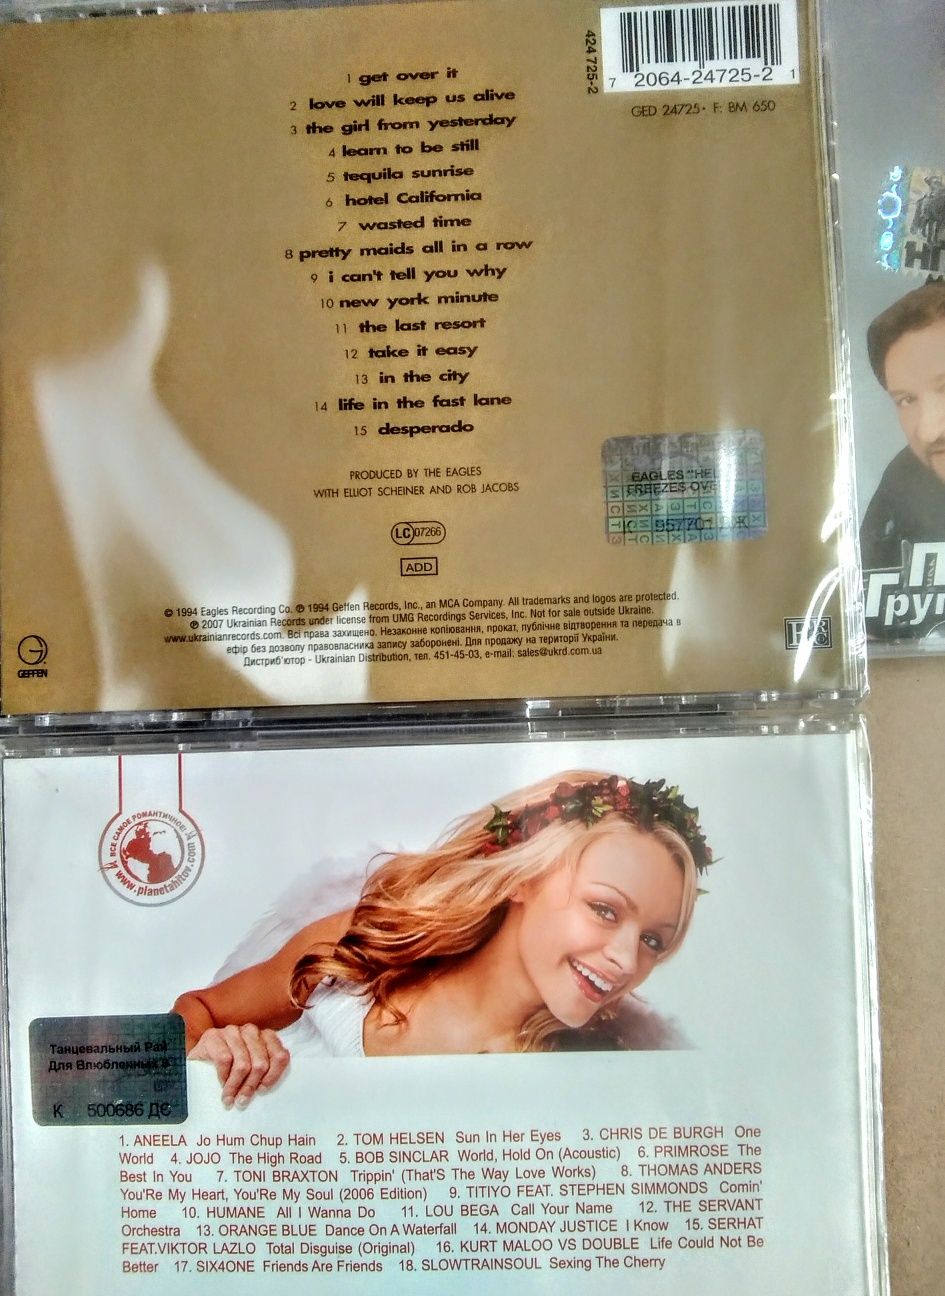 1 get over it
2 love will keep us alive
3 the girl from yesterday
4 learn to be still
5 tequila sunrise
6 hotel California
7 wasted time
8 pretty maids all in a row
9 i can't tell you why
10 new york minute
11 the last resort
12 take it easy
13 in the city
14 life in the fast lane
15 desperado
PRODUCED BY THE EAGLES
WITH ELLIOT SCHEINER AND ROB JACOBS
LC 07266
ADD
424 725-2
7 2064-24725-2 1
GED 24725· F: BM 650
EAGLES "HELL
FREEZES OVER
© 1994 Eagles Recording Co. ℗ 1994 Geffen Records, Inc., an MCA Company. All trademarks and logos are protected.
℗ 2007 Ukrainian Records under license from UMG Recordings Services, Inc. Not for sale outside Ukraine.
www.ukrainianrecords.com. Всі права захищено. Незаконне копіювання, прокат, публічне відтворення та передача в
ефір без дозволу правовласника запису заборонені. Для продажу на території України.
Дистриб'ютор - Ukrainian Distribution, тел. 451-45-03, e-mail: sales@ukrd.com.ua
GEFFEN
ВСЕ САМОЕ РОМАНТИЧНОЕ!
www.planetahitov.com
Танцевальный Рай
Для Влюбленных
К 500686 ДЄ
1. ANEELA Jo Hum Chup Hain 2. TOM HELSEN Sun In Her Eyes 3. CHRIS DE BURGH One
World 4. JOJO The High Road 5. BOB SINCLAR World, Hold On (Acoustic) 6. PRIMROSE The
Best In You 7. TONI BRAXTON Trippin' (That'S The Way Love Works) 8. THOMAS ANDERS
You'Re My Heart, You'Re My Soul (2006 Edition) 9. TITIYO FEAT. STEPHEN SIMMONDS Comin'
Home 10. HUMANE All I Wanna Do 11. LOU BEGA Call Your Name 12. THE SERVANT
Orchestra 13. ORANGE BLUE Dance On A Waterfall 14. MONDAY JUSTICE I Know 15. SERHAT
FEAT.VIKTOR LAZLO Total Disguise (Original) 16. KURT MALOO VS DOUBLE Life Could Not Be
Better 17. SIX4ONE Friends Are Friends 18. SLOWTRAINSOUL Sexing The Cherry